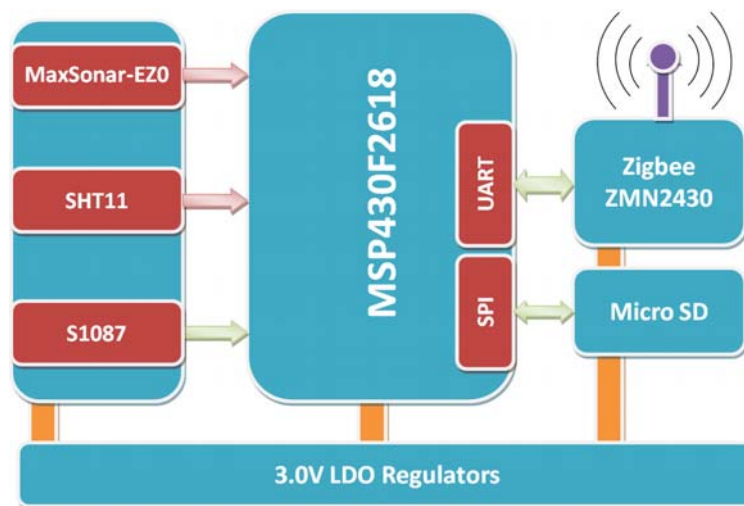 MaxSonar-EZ0
SHT11
S1087
MSP430F2618
UART
SPI
Zigbee
ZMN2430
Micro SD
3.0V LDO Regulators